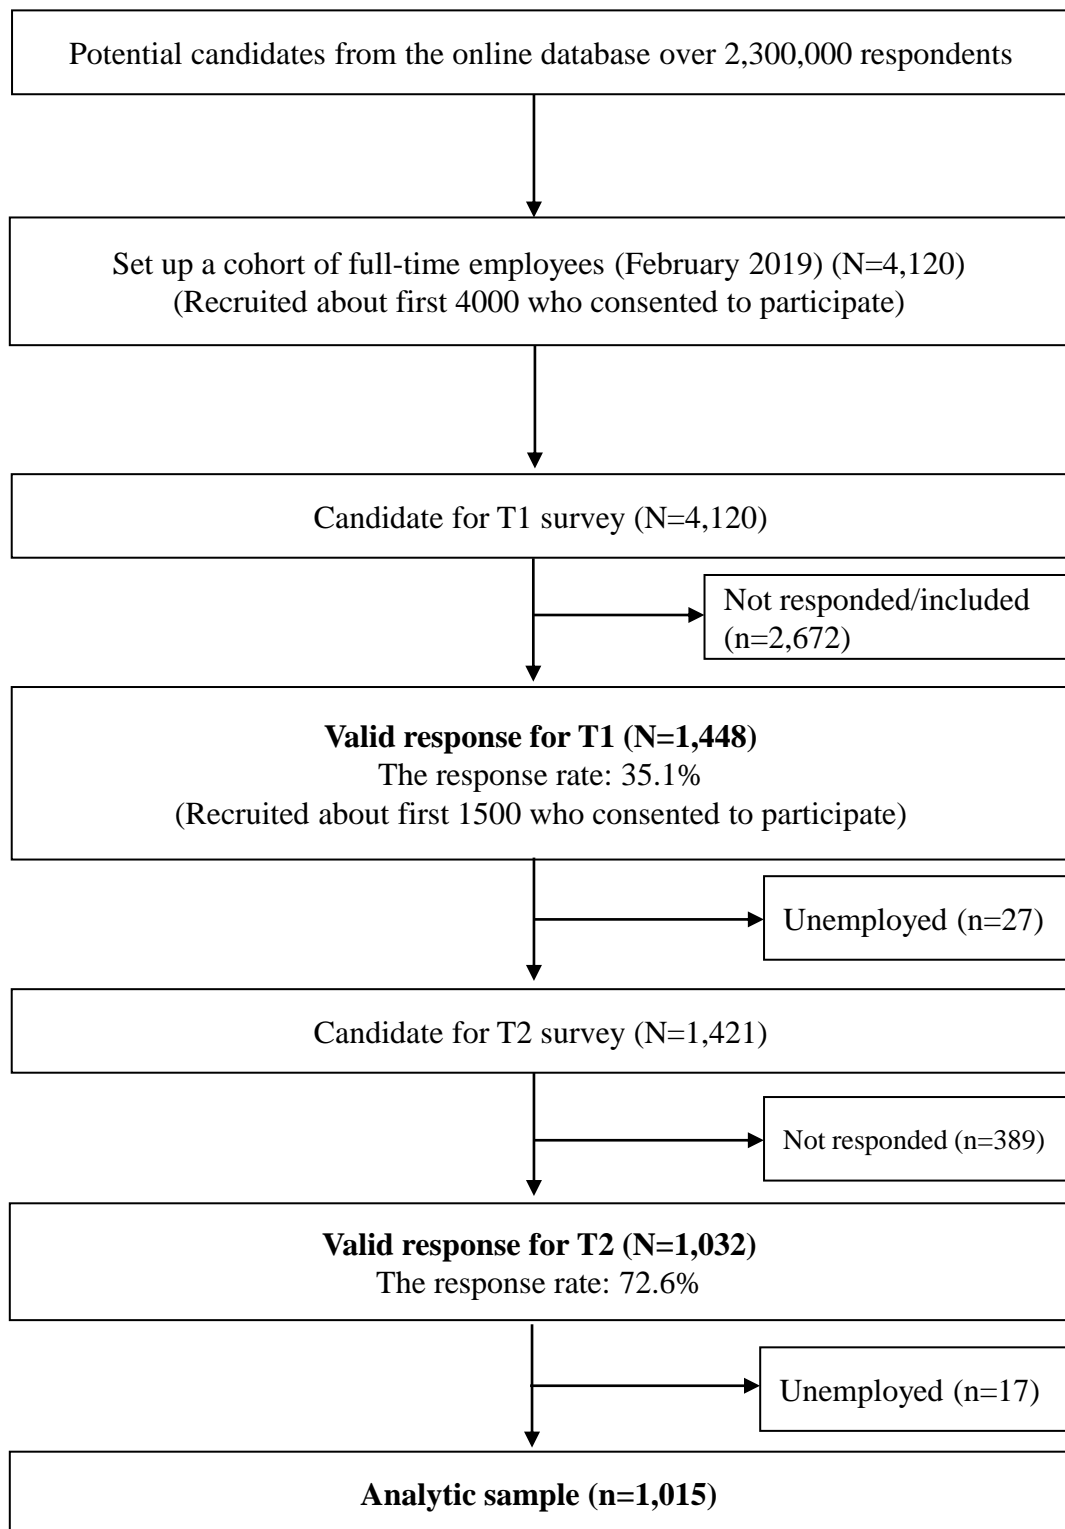 Potential candidates from the online database over 2,300,000 respondents
Set up a cohort of full-time employees (February 2019) (N=4,120)
(Recruited about first 4000 who consented to participate)
Candidate for T1 survey (N=4,120)
Not responded/included
(n=2,672)
Valid response for T1 (N=1,448)
The response rate: 35.1%
(Recruited about first 1500 who consented to participate)
Unemployed (n=27)
Candidate for T2 survey (N=1,421)
Not responded (n=389)
Valid response for T2 (N=1,032)
The response rate: 72.6%
Unemployed (n=17)
Analytic sample (n=1,015)